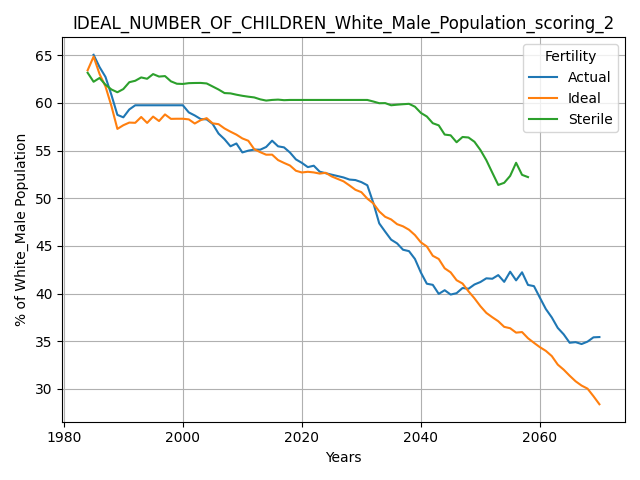 IDEAL_NUMBER_OF_CHILDREN_White_Male_Population_scoring_2
Fertility
Actual
Ideal
Sterile
% of White_Male Population
65
60
55
50
45
40
35
30
1980
2000
2020
2040
2060
Years